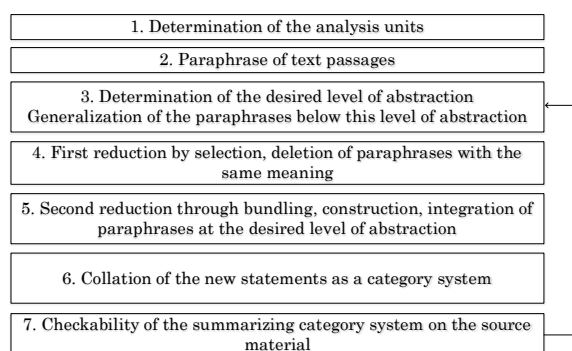 1. Determination of the analysis units
2. Paraphrase of text passages
3. Determination of the desired level of abstraction
Generalization of the paraphrases below this level of abstraction
4. First reduction by selection, deletion of paraphrases with the
same meaning
5. Second reduction through bundling, construction, integration of
paraphrases at the desired level of abstraction
6. Collation of the new statements as a category system
7. Checkability of the summarizing category system on the source
material